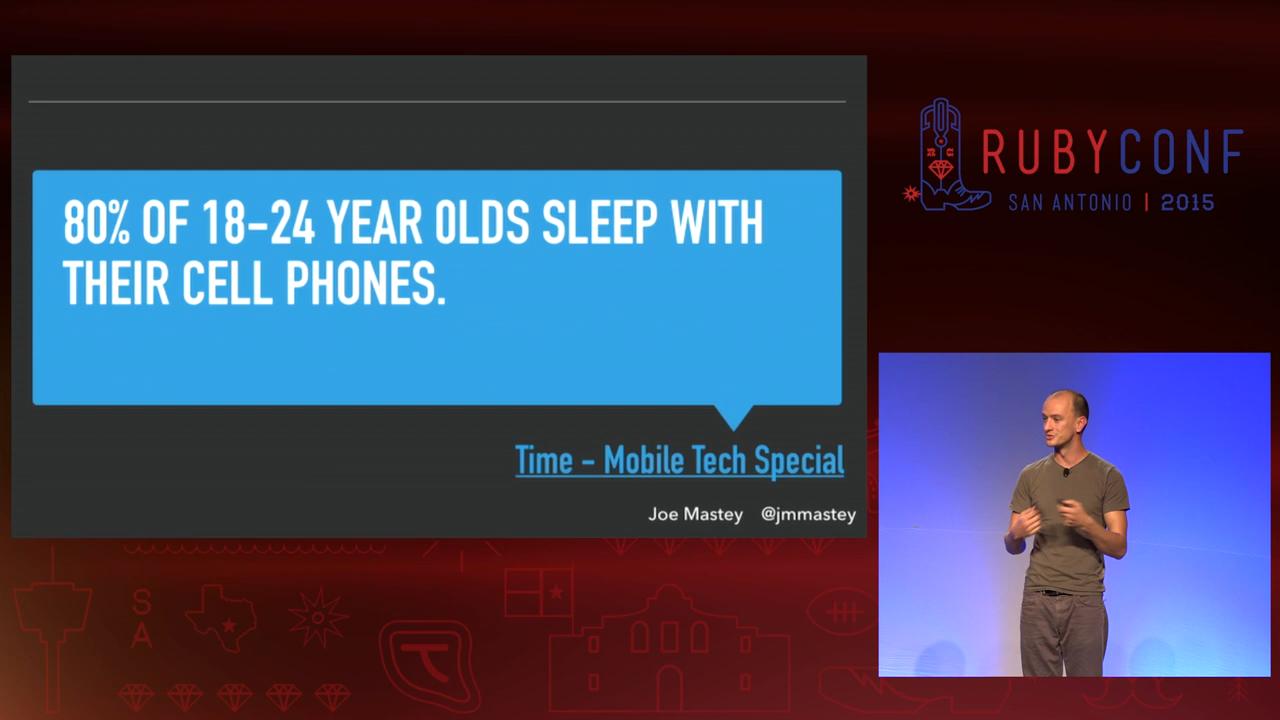 80% OF 18-24 YEAR OLDS SLEEP WITH
THEIR CELL PHONES.
Time - Mobile Tech Special
Joe Mastey @jmmastey
RUBYCONF
SAN ANTONIO | 2015
S
A